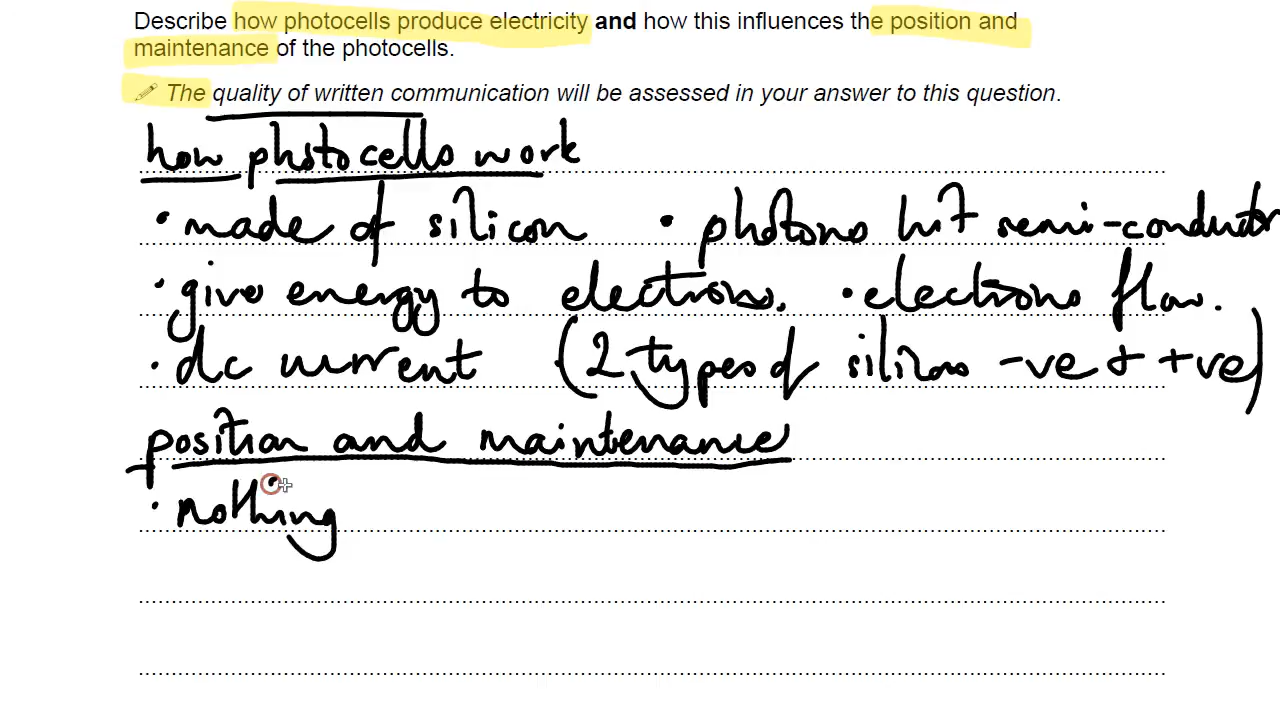 Describe how photocells produce electricity and how this influences the position and
maintenance of the photocells.
The quality of written communication will be assessed in your answer to this question.
how photocells work
• made of silicon • photons hit semi-conductor
• give energy to electrons. • electrons flow.
• dc current (2 types of silicon -ve + +ve)
position and maintenance
• nothing